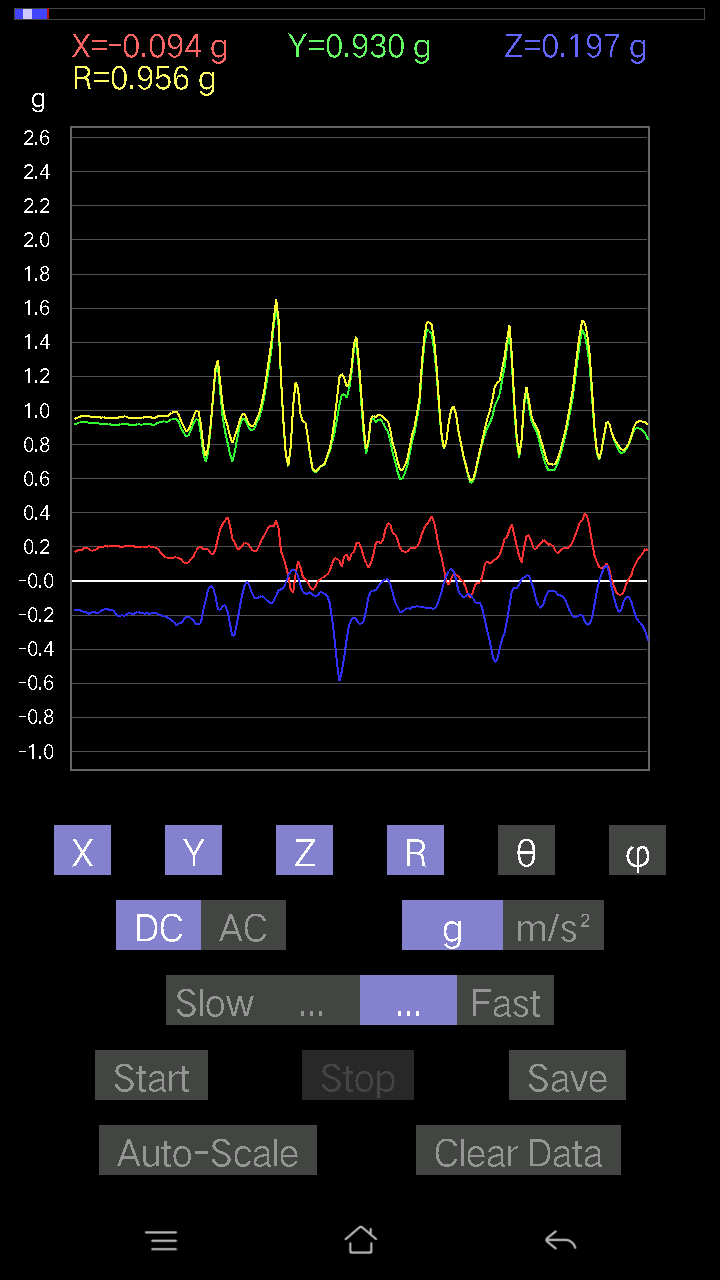 X=-0.094 g Y=0.930 g Z=0.197 g
R=0.956 g
g
2.6
2.4
2.2
2.0
1.8
1.6
1.4
1.2
1.0
0.8
0.6
0.4
0.2
-0.0
-0.2
-0.4
-0.6
-0.8
-1.0
X Y Z R θ φ
DC AC g m/s²
Slow ... ... Fast
Start Stop Save
Auto-Scale Clear Data